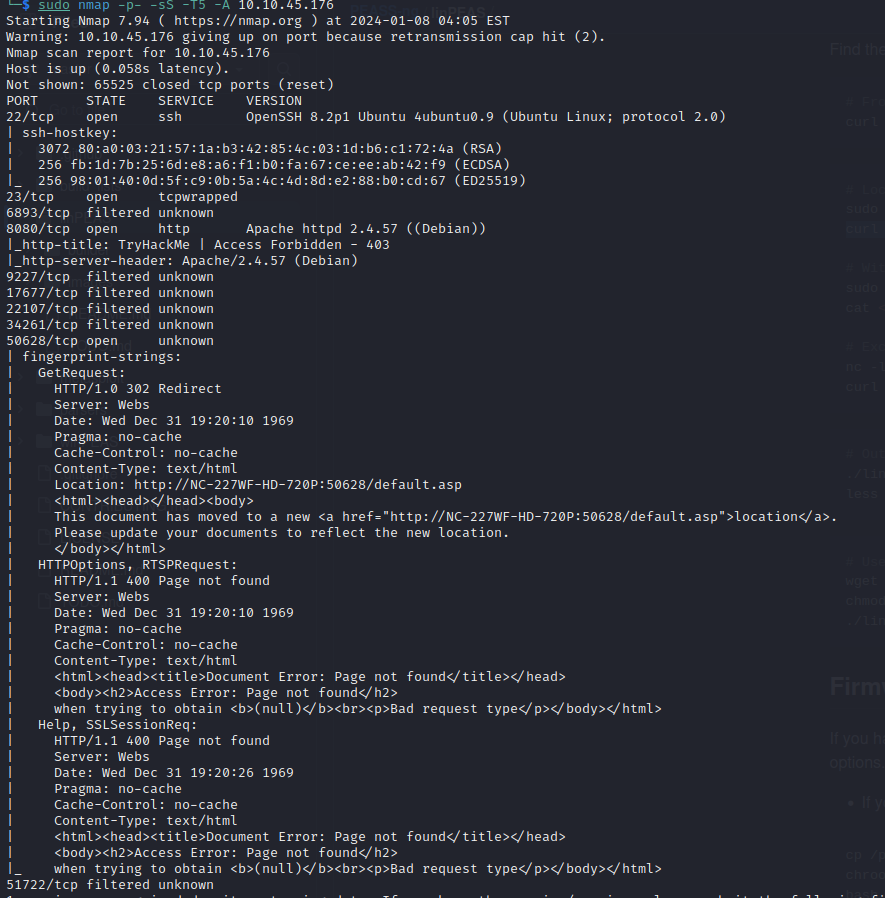 └─$ sudo nmap -p- -sS -T5 -A 10.10.45.176
Starting Nmap 7.94 ( https://nmap.org ) at 2024-01-08 04:05 EST
Warning: 10.10.45.176 giving up on port because retransmission cap hit (2).
Nmap scan report for 10.10.45.176
Host is up (0.058s latency).
Not shown: 65525 closed tcp ports (reset)
PORT      STATE    SERVICE    VERSION
22/tcp    open     ssh        OpenSSH 8.2p1 Ubuntu 4ubuntu0.9 (Ubuntu Linux; protocol 2.0)
| ssh-hostkey:
|   3072 80:a0:03:21:57:1a:b3:42:85:4c:03:1d:b6:c1:72:4a (RSA)
|   256 fb:1d:7b:25:6d:e8:a6:f1:b0:fa:67:ce:ee:ab:42:f9 (ECDSA)
|_  256 98:01:40:0d:5f:c9:0b:5a:4c:4d:8d:e2:88:b0:cd:67 (ED25519)
23/tcp    open     tcpwrapped
6893/tcp  filtered unknown
8080/tcp  open     http       Apache httpd 2.4.57 ((Debian))
|_http-title: TryHackMe | Access Forbidden - 403
|_http-server-header: Apache/2.4.57 (Debian)
9227/tcp  filtered unknown
17677/tcp filtered unknown
22107/tcp filtered unknown
34261/tcp filtered unknown
50628/tcp open     unknown
| fingerprint-strings:
|   GetRequest:
|     HTTP/1.0 302 Redirect
|     Server: Webs
|     Date: Wed Dec 31 19:20:10 1969
|     Pragma: no-cache
|     Cache-Control: no-cache
|     Content-Type: text/html
|     Location: http://NC-227WF-HD-720P:50628/default.asp
|     <html><head></head><body>
|     This document has moved to a new <a href="http://NC-227WF-HD-720P:50628/default.asp">location</a>.
|     Please update your documents to reflect the new location.
|     </body></html>
|   HTTPOptions, RTSPRequest:
|     HTTP/1.1 400 Page not found
|     Server: Webs
|     Date: Wed Dec 31 19:20:10 1969
|     Pragma: no-cache
|     Cache-Control: no-cache
|     Content-Type: text/html
|     <html><head><title>Document Error: Page not found</title></head>
|     <body><h2>Access Error: Page not found</h2>
|     when trying to obtain <b>(null)</b><br><p>Bad request type</p></body></html>
|   Help, SSLSessionReq:
|     HTTP/1.1 400 Page not found
|     Server: Webs
|     Date: Wed Dec 31 19:20:26 1969
|     Pragma: no-cache
|     Cache-Control: no-cache
|     Content-Type: text/html
|     <html><head><title>Document Error: Page not found</title></head>
|     <body><h2>Access Error: Page not found</h2>
|_    when trying to obtain <b>(null)</b><br><p>Bad request type</p></body></html>
51722/tcp filtered unknown